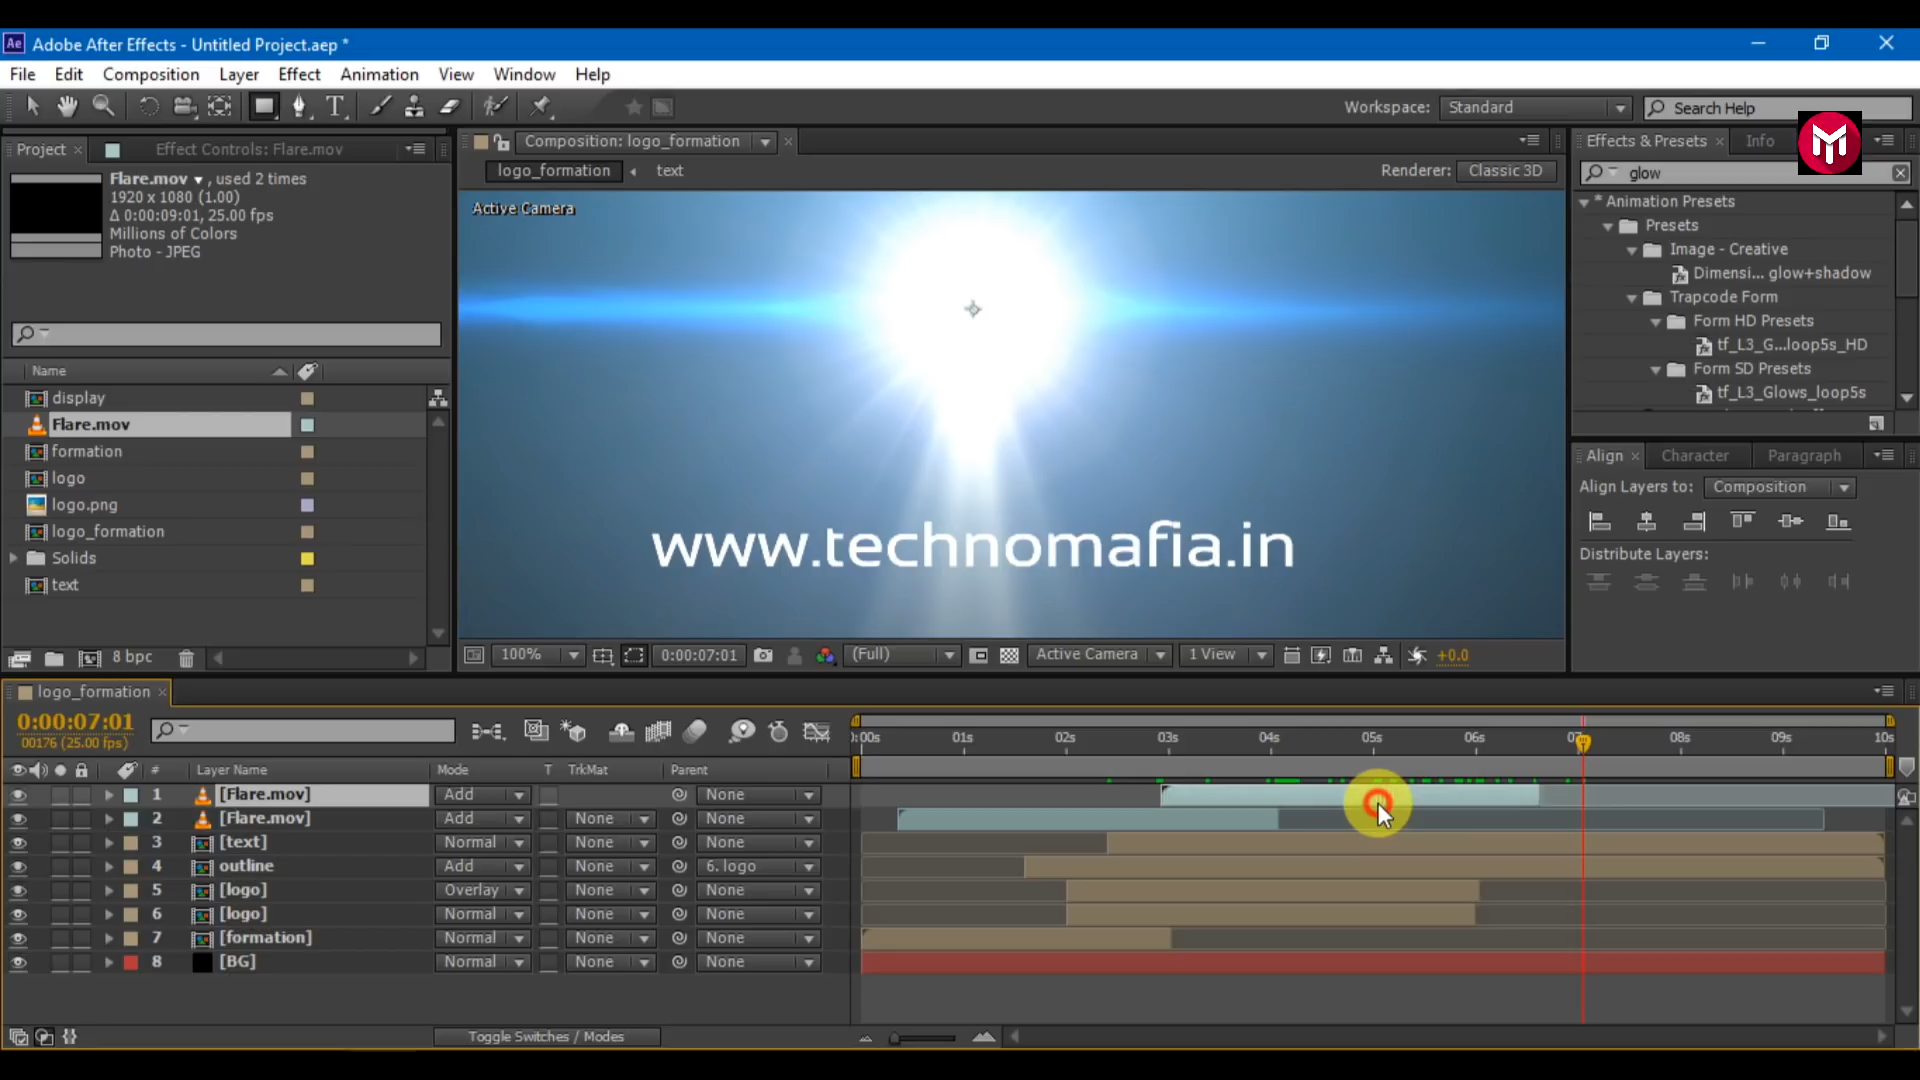 Ae Adobe After Effects - Untitled Project.aep *
File Edit Composition Layer Effect Animation View Window Help
Workspace: Standard Search Help
Project Effect Controls: Flare.mov
Flare.mov , used 2 times
1920 x 1080 (1.00)
Δ 0:00:09:01, 25.00 fps
Millions of Colors
Photo - JPEG
Name
display
Flare.mov
formation
logo
logo.png
logo_formation
Solids
text
8 bpc
Composition: logo_formation
logo_formation text
Renderer: Classic 3D
Active Camera
www.technomafia.in
100% 0:00:07:01 (Full) Active Camera 1 View +0.0
Effects & Presets Info
glow
* Animation Presets
Presets
Image - Creative
Dimensi... glow+shadow
Trapcode Form
Form HD Presets
tf_L3_G...loop5s_HD
Form SD Presets
tf_L3_Glows_loop5s
Align Character Paragraph
Align Layers to: Composition
Distribute Layers:
logo_formation
0:00:07:01
00176 (25.00 fps)
:00s 01s 02s 03s 04s 05s 06s 07s 08s 09s 10s
# Layer Name Mode T TrkMat Parent
1 [Flare.mov] Add None
2 [Flare.mov] Add None None
3 [text] Normal None None
4 outline Add None 6. logo
5 [logo] Overlay None None
6 [logo] Normal None None
7 [formation] Normal None None
8 [BG] Normal None None
Toggle Switches / Modes